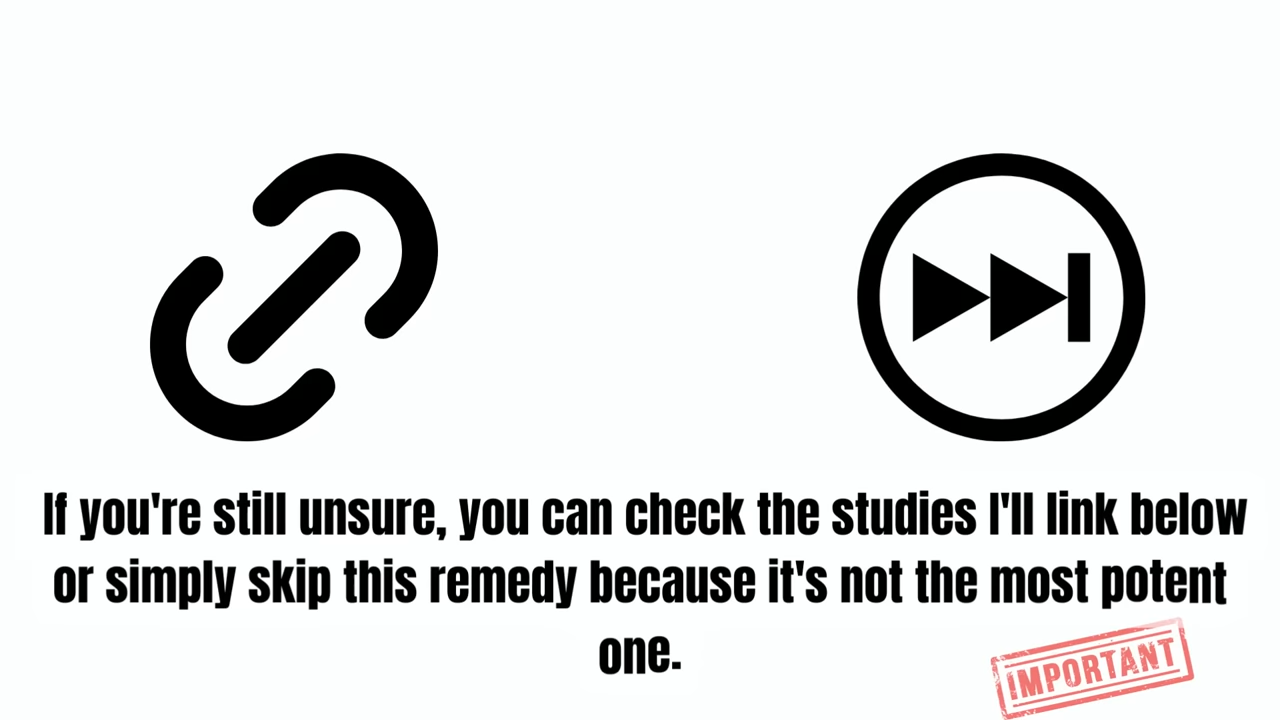 If you're still unsure, you can check the studies I'll link below
or simply skip this remedy because it's not the most potent
one.
IMPORTANT